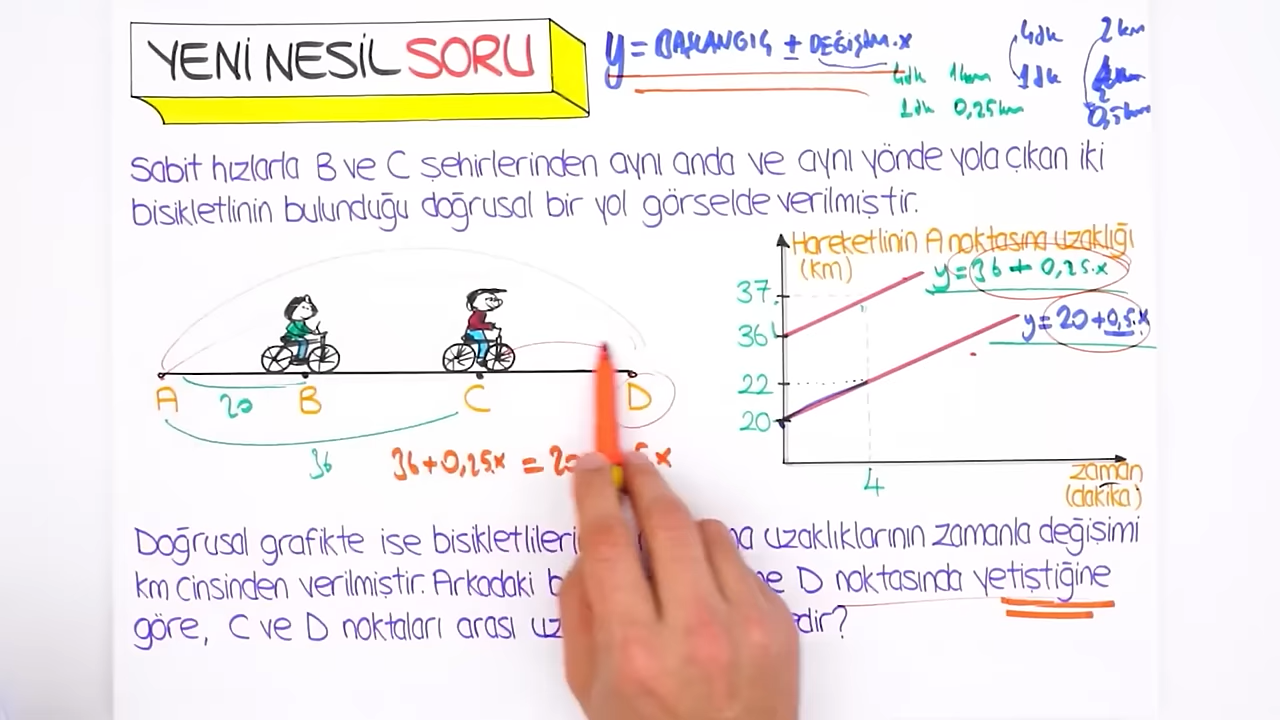 YENİ NESİL SORU
y = BAŞLANGIÇ ± DEĞİŞİM.x
4dk 1km
1dk 0,25km
4dk 2km
1dk
0,5km
Sabit hızlarla B ve C şehirlerinden aynı anda ve aynı yönde yola çıkan iki
bisikletlinin bulunduğu doğrusal bir yol görselde verilmiştir.
A B C D
20
36
36+0,25x = 20 x
Hareketlinin A noktasına uzaklığı
(km)
37
36
22
20
4
y=36+0,25.x
y=20+0,5.x
zaman
(dakika)
Doğrusal grafikte ise uzaklıklarının zamanla değişimi
km cinsinden verilmiştir. Arkadaki D noktasında yetiştiğine
göre, C ve D noktaları arası